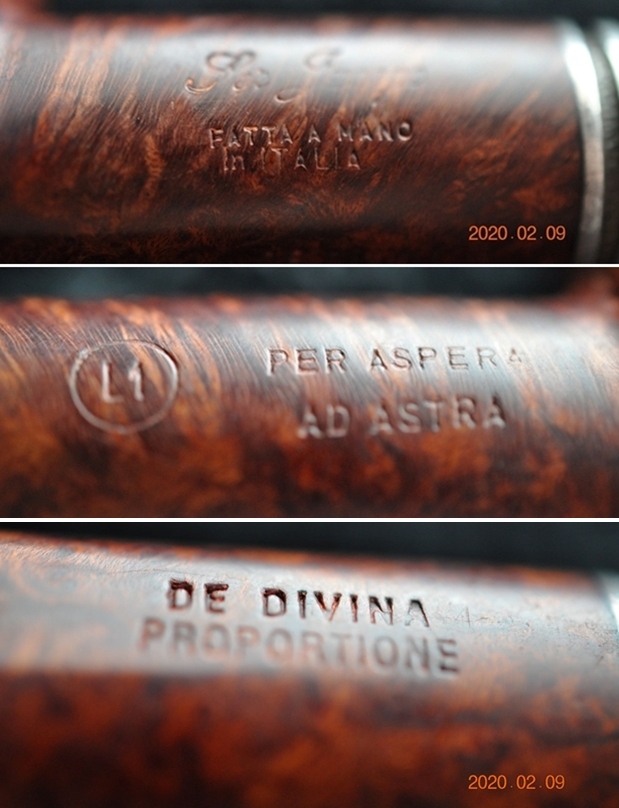 FATTA A MANO
In ITALIA
2020.02.09
L1
PER ASPERA
AD ASTRA
DE DIVINA
PROPORTIONE
2020.02.09